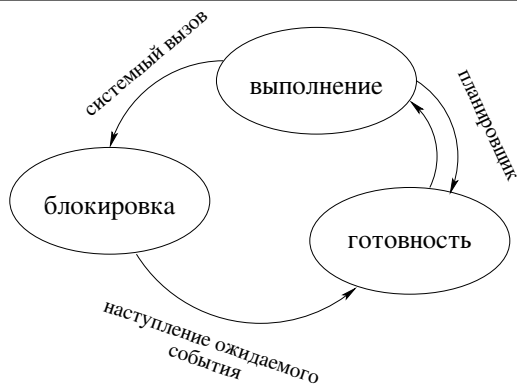 системный вызов
выполнение
планировщик
блокировка
готовность
наступление ожидаемого
события